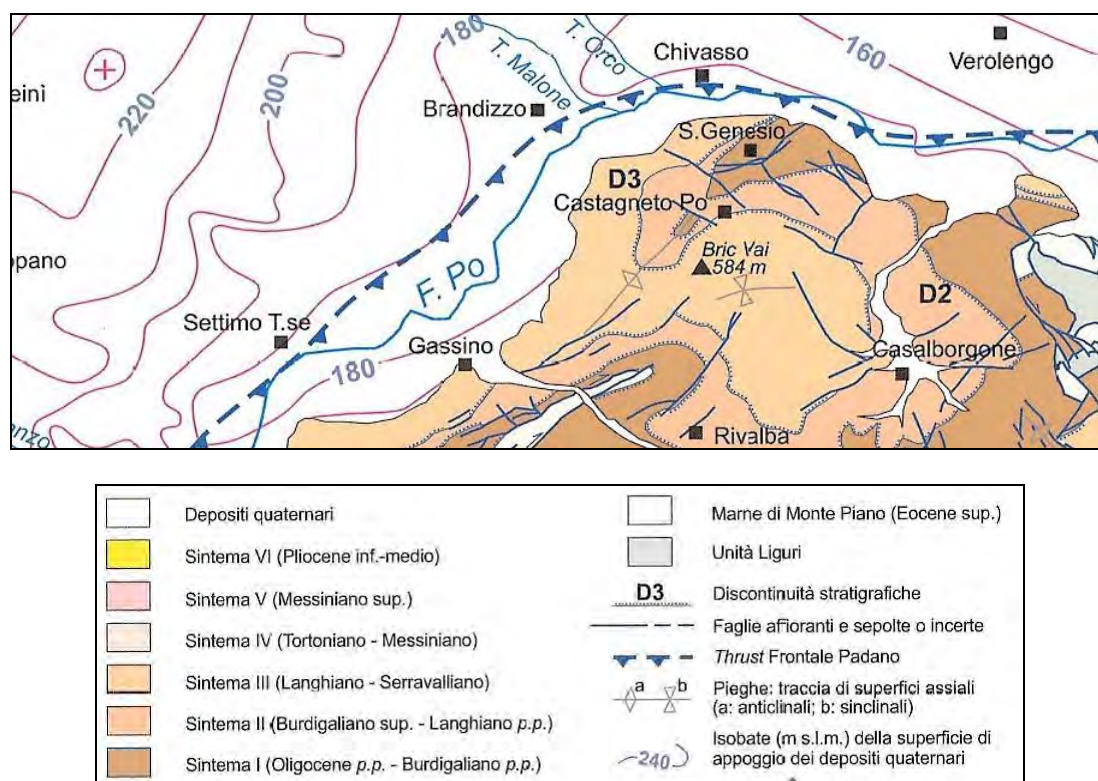 180
T. Orco
Chivasso
160
Verolengo
T. Malone
200
einì
220
Brandizzo
S.Genesio
D3
Castagneto Po
Bric Vai
584 m
opano
F. Po
D2
Settimo T.se
Gassino
180
Casalborgone
Rivalba
Depositi quaternari
Sintema VI (Pliocene inf.-medio)
Sintema V (Messiniano sup.)
Sintema IV (Tortoniano - Messiniano)
Sintema III (Langhiano - Serravalliano)
Sintema II (Burdigaliano sup. - Langhiano p.p.)
Sintema I (Oligocene p.p. - Burdigaliano p.p.)
Marne di Monte Piano (Eocene sup.)
Unità Liguri
D3 Discontinuità stratigrafiche
Faglie affioranti e sepolte o incerte
Thrust Frontale Padano
a b Pieghe: traccia di superfici assiali
(a: anticlinali; b: sinclinali)
Isobate (m s.l.m.) della superficie di
240 appoggio dei depositi quaternari